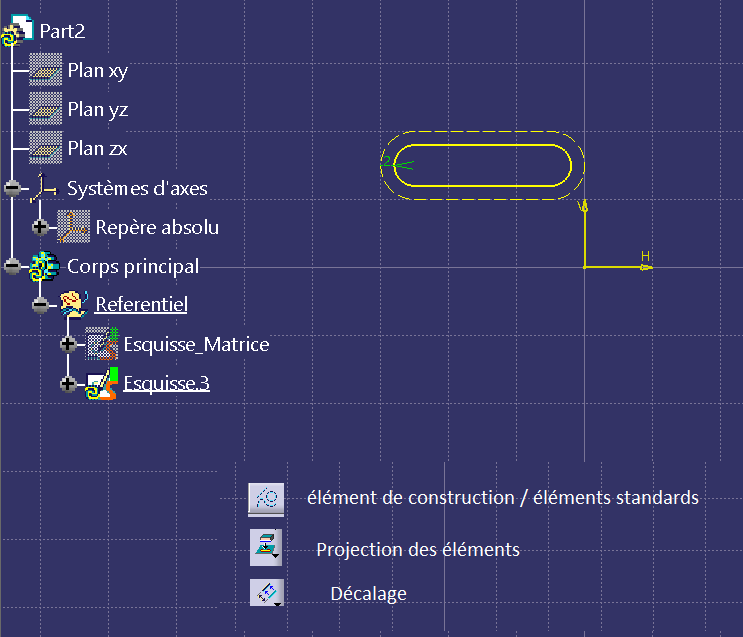 Part2
Plan xy
Plan yz
Plan zx
Systèmes d'axes
Repère absolu
Corps principal
Referentiel
Esquisse_Matrice
Esquisse.3
2
H
élément de construction / éléments standards
Projection des éléments
Décalage